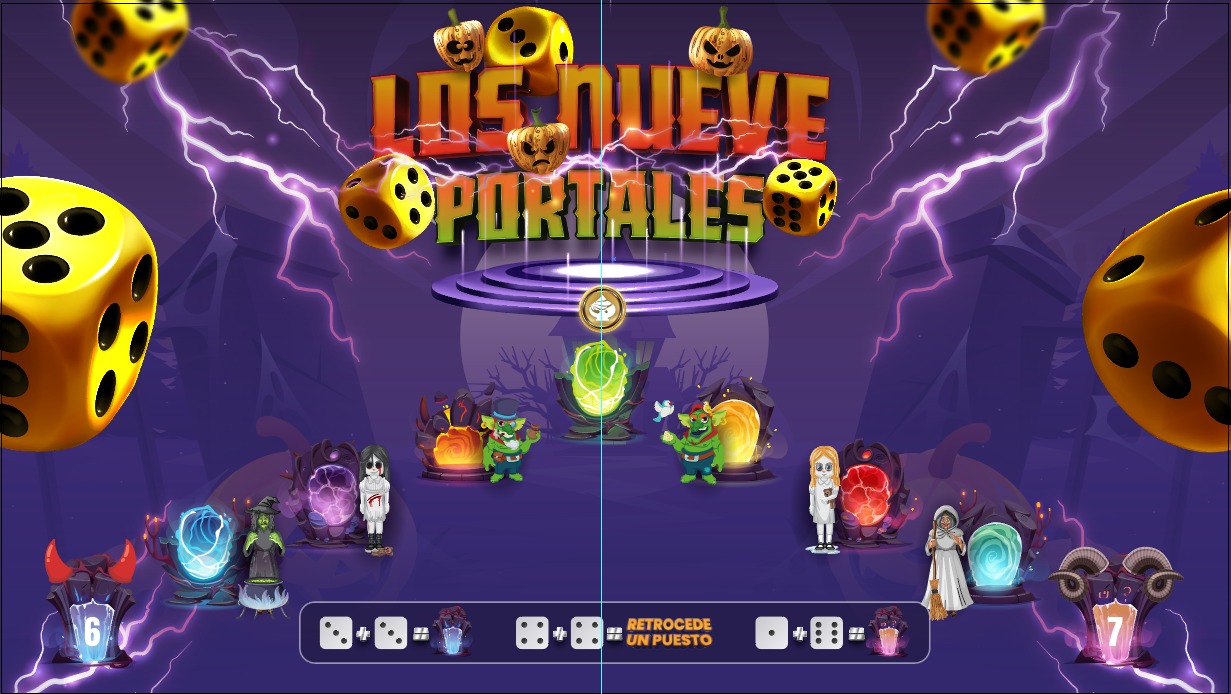 LOS NUEVE
PORTALES
6
7
+ =
+ = RETROCEDE
UN PUESTO
+ =